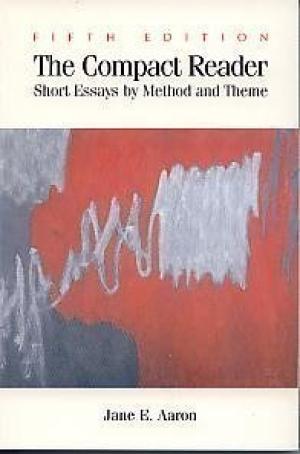 FIFTH EDITION
The Compact Reader
Short Essays by Method and Theme
Jane E. Aaron